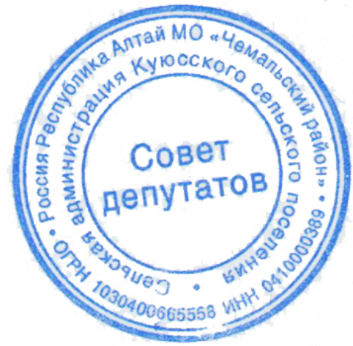 Россия Республика Алтай МО «Чемальский район» •
ОГРН 1030400665558 ИНН 0410000389 •
Сельская администрация Куюсского сельского поселения •
Совет
депутатов